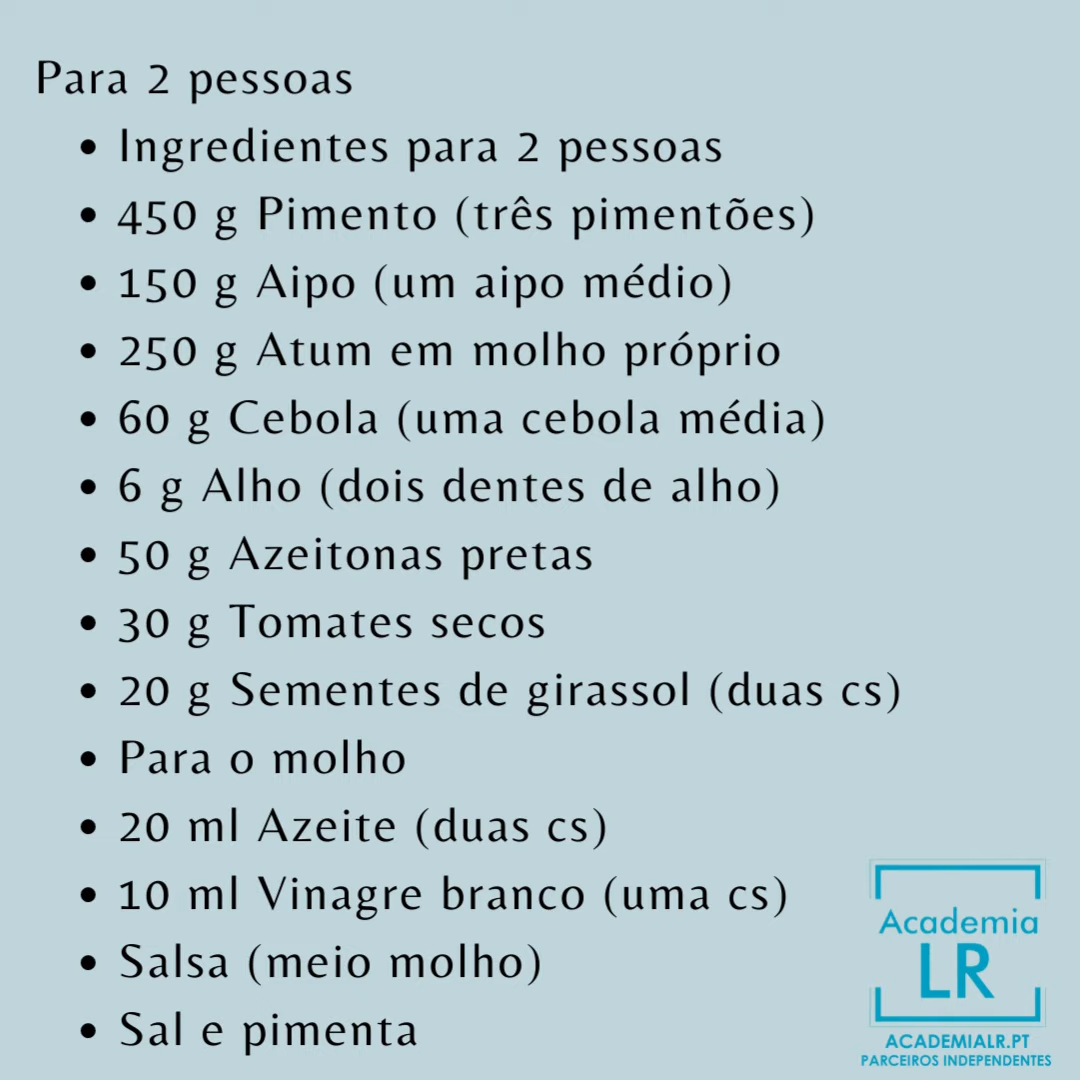 Para 2 pessoas
• Ingredientes para 2 pessoas
• 450 g Pimento (três pimentões)
• 150 g Aipo (um aipo médio)
• 250 g Atum em molho próprio
• 60 g Cebola (uma cebola média)
• 6 g Alho (dois dentes de alho)
• 50 g Azeitonas pretas
• 30 g Tomates secos
• 20 g Sementes de girassol (duas cs)
• Para o molho
• 20 ml Azeite (duas cs)
• 10 ml Vinagre branco (uma cs)
• Salsa (meio molho)
• Sal e pimenta
Academia
LR
ACADEMIALR.PT
PARCEIROS INDEPENDENTES